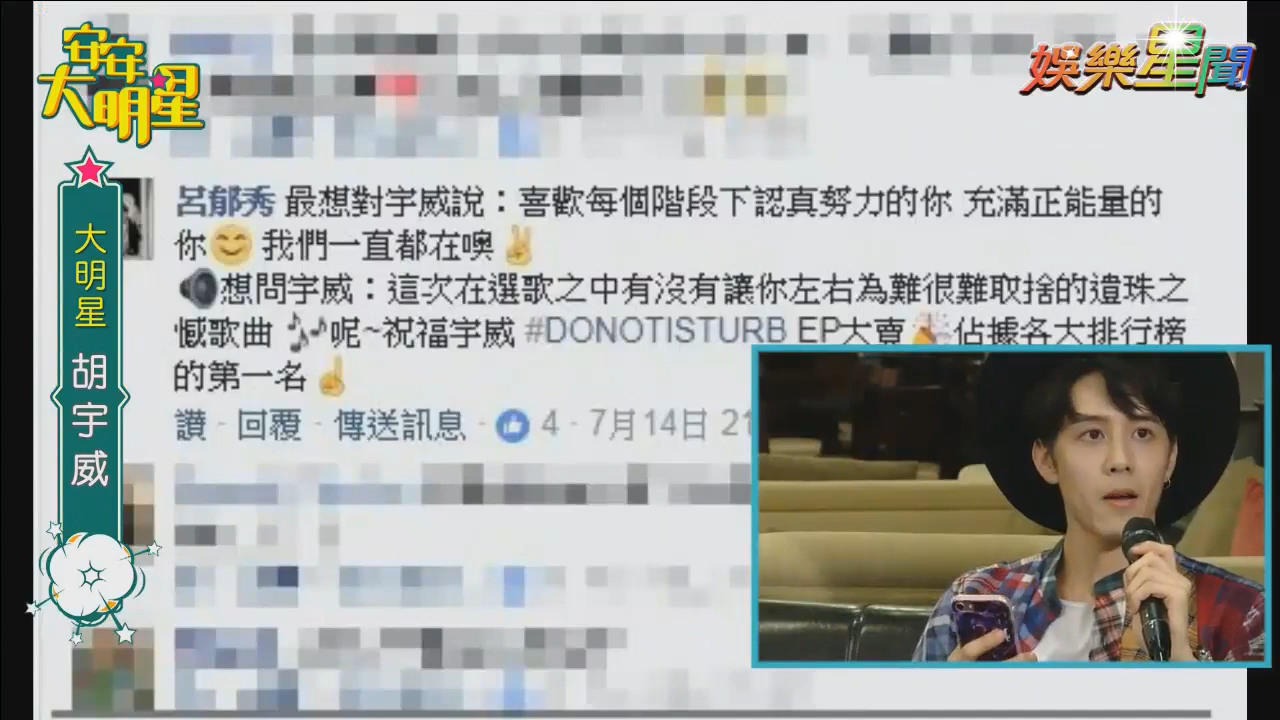 安安
大明星
娛樂星聞
大明星 胡宇威
呂郁秀 最想對宇威說：喜歡每個階段下認真努力的你 充滿正能量的
你😊 我們一直都在噢✌
🔊想問宇威：這次在選歌之中有沒有讓你左右為難很難取捨的遺珠之
憾歌曲 🎶呢~祝福宇威 #DONOTISTURB EP大賣🎉佔據各大排行榜
的第一名☝
讚 - 回覆 - 傳送訊息 · 4 - 7月14日 21